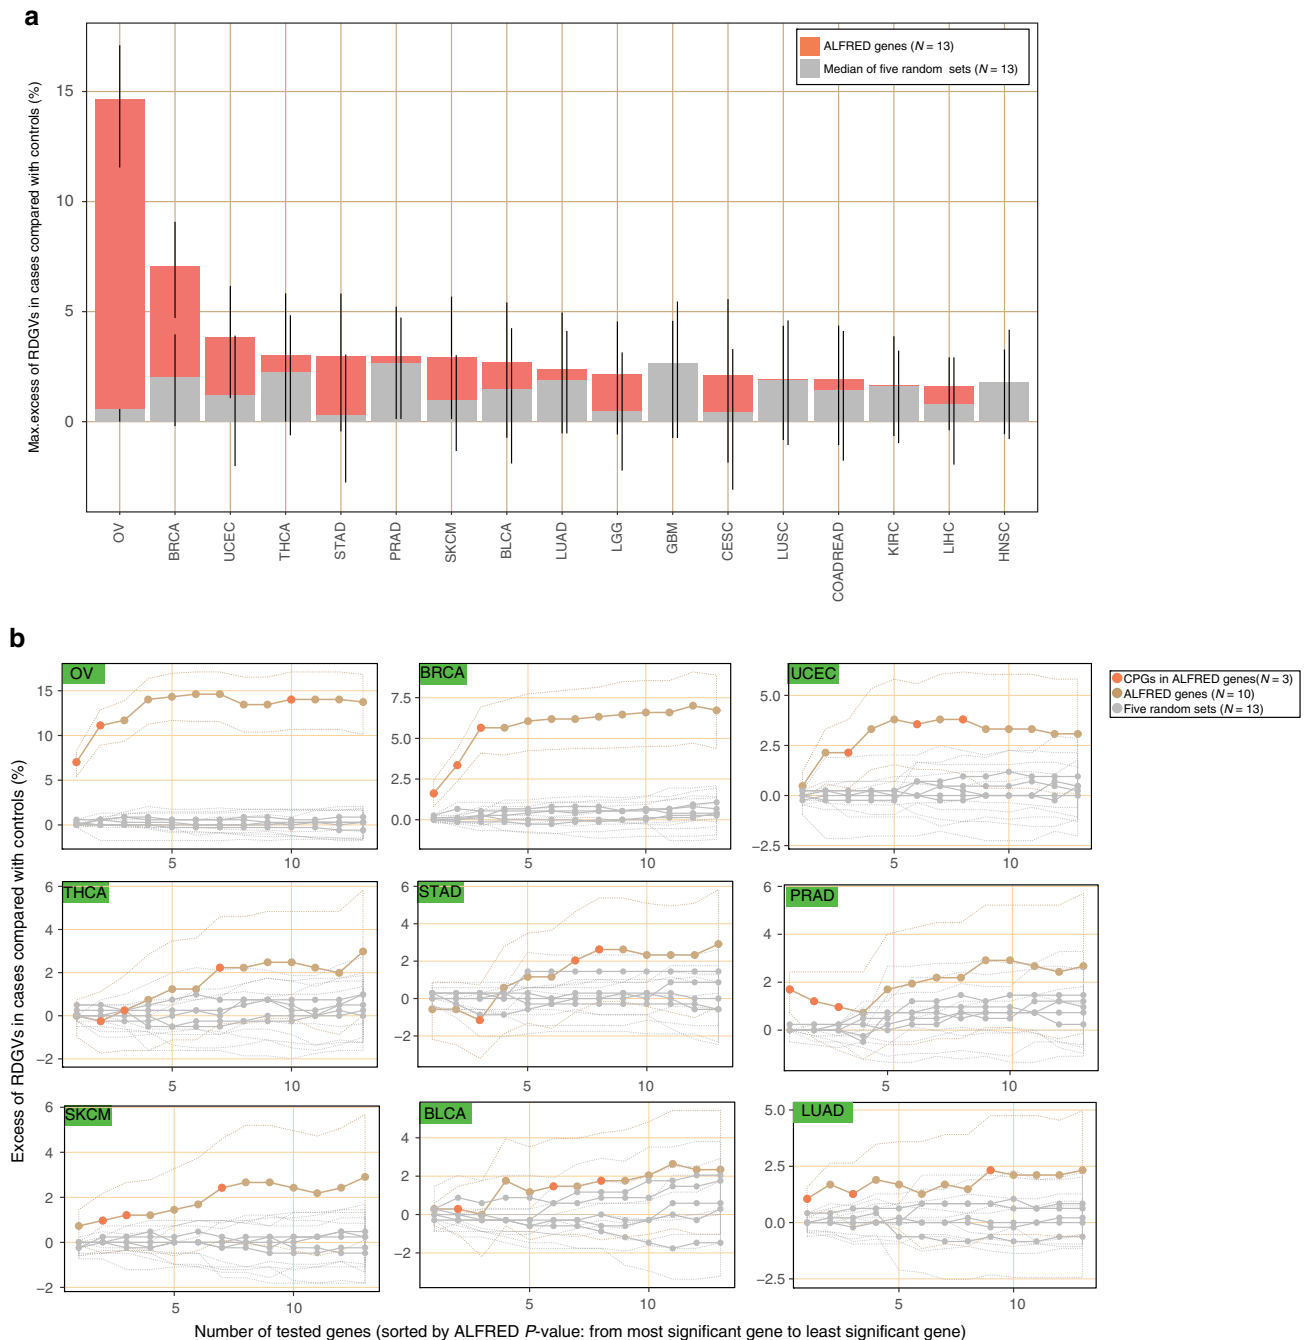 a
Max.excess of RDGVs in cases compared with controls (%)
15
10
5
0
ALFRED genes (N = 13)
Median of five random sets (N = 13)
OV
BRCA
UCEC
THCA
STAD
PRAD
SKCM
BLCA
LUAD
LGG
GBM
CESC
LUSC
COADREAD
KIRC
LIHC
HNSC
b
Excess of RDGVs in cases compared with controls (%)
OV
15
10
5
0
5 10
BRCA
7.5
5.0
2.5
0.0
5 10
UCEC
5.0
2.5
0.0
−2.5
5 10
CPGs in ALFRED genes(N = 3)
ALFRED genes (N = 10)
Five random sets (N = 13)
THCA
6
4
2
0
−2
5 10
STAD
6
4
2
0
−2
5 10
PRAD
6
4
2
0
5 10
SKCM
6
4
2
0
−2
5 10
BLCA
4
2
0
−2
5 10
LUAD
5.0
2.5
0.0
−2.5
5 10
Number of tested genes (sorted by ALFRED P-value: from most significant gene to least significant gene)